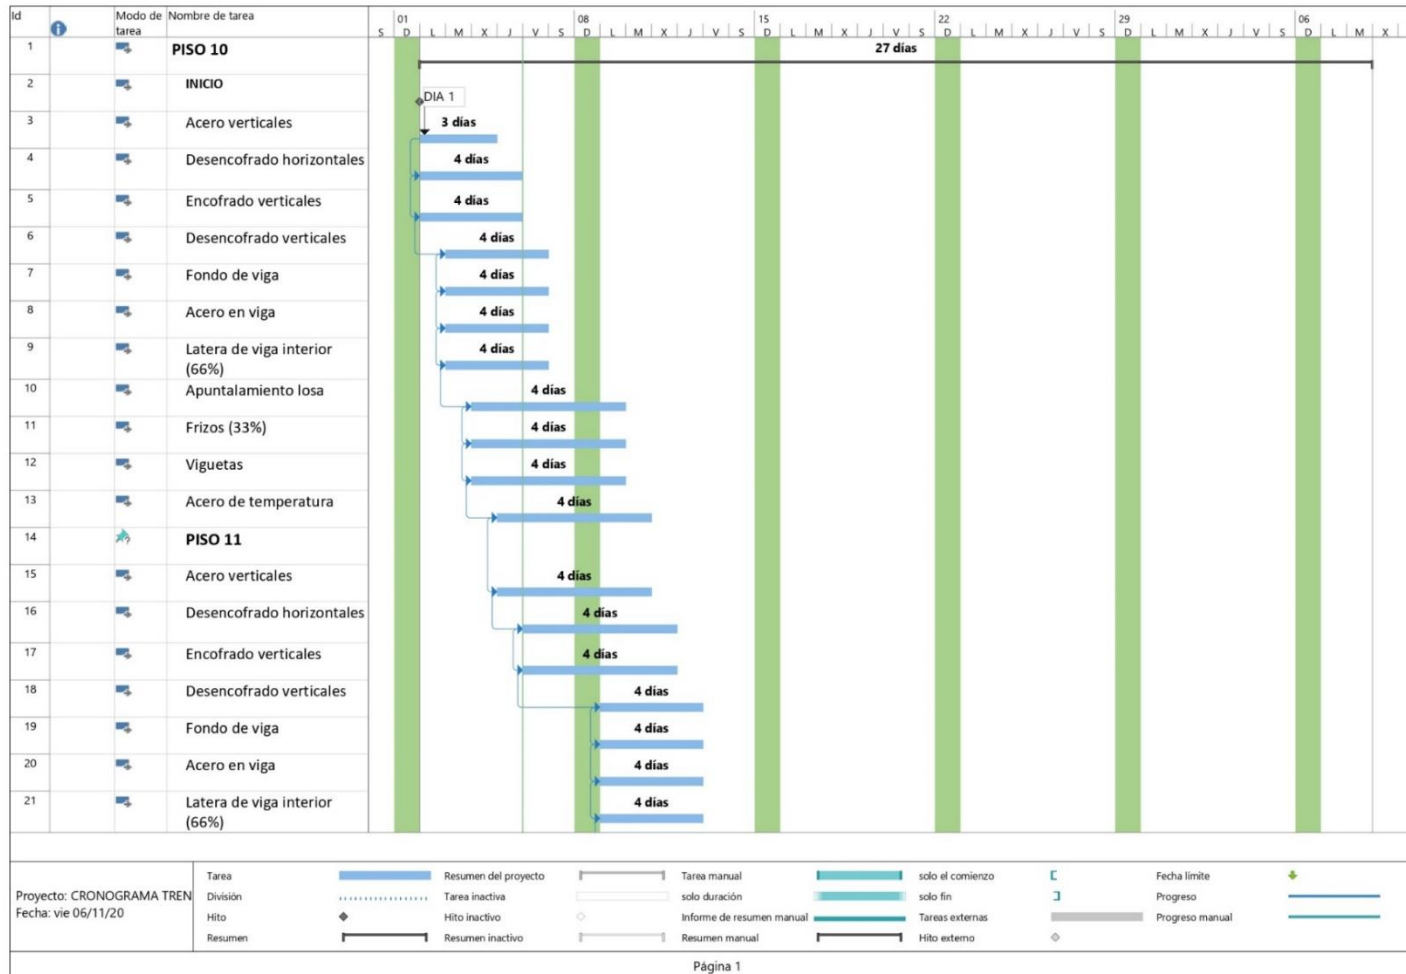 Id Modo de tarea Nombre de tarea
01 08 15 22 29 06
S D L M X J V S D L M X J V S D L M X J V S D L M X J V S D L M X J V S D L M X
1 PISO 10 27 días
2 INICIO DIA 1
3 Acero verticales 3 días
4 Desencofrado horizontales 4 días
5 Encofrado verticales 4 días
6 Desencofrado verticales 4 días
7 Fondo de viga 4 días
8 Acero en viga 4 días
9 Latera de viga interior 4 días
(66%)
10 Apuntalamiento losa 4 días
11 Frizos (33%) 4 días
12 Viguetas 4 días
13 Acero de temperatura 4 días
14 PISO 11
15 Acero verticales 4 días
16 Desencofrado horizontales 4 días
17 Encofrado verticales 4 días
18 Desencofrado verticales 4 días
19 Fondo de viga 4 días
20 Acero en viga 4 días
21 Latera de viga interior 4 días
(66%)
Proyecto: CRONOGRAMA TREN
Fecha: vie 06/11/20
Tarea Resumen del proyecto Tarea manual solo el comienzo Fecha límite
División Tarea inactiva solo duración solo fin Progreso
Hito Hito inactivo Informe de resumen manual Tareas externas Progreso manual
Resumen Resumen inactivo Resumen manual Hito externo
Página 1